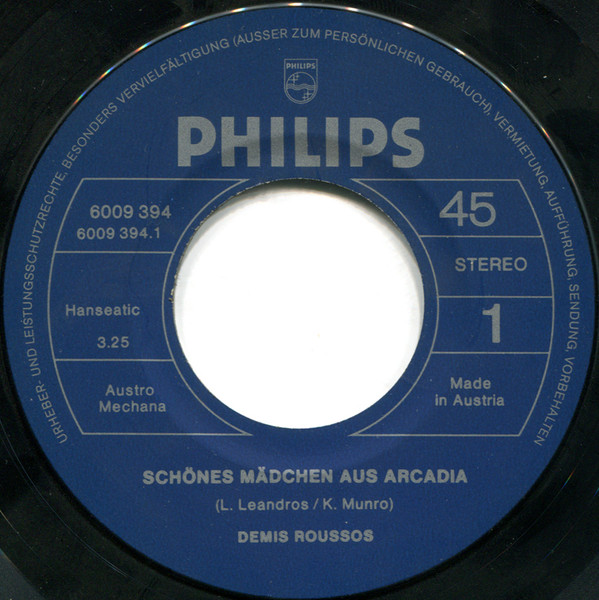 URHEBER- UND LEISTUNGSSCHUTZRECHTE, BESONDERS VERVIELFÄLTIGUNG (AUSSER ZUM PERSÖNLICHEN GEBRAUCH), VERMIETUNG, AUFFÜHRUNG, SENDUNG, VORBEHALTEN
PHILIPS
PHILIPS
6009 394
6009 394.1
45
STEREO
Hanseatic
3.25
1
Austro
Mechana
Made
in Austria
SCHÖNES MÄDCHEN AUS ARCADIA
(L. Leandros / K. Munro)
DEMIS ROUSSOS